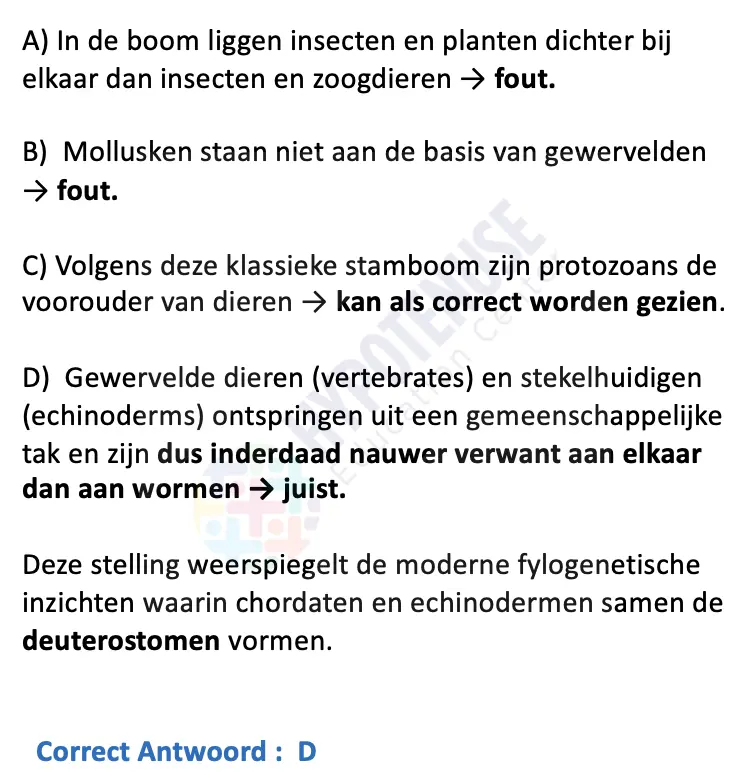 A) In de boom liggen insecten en planten dichter bij
elkaar dan insecten en zoogdieren → fout.
B) Mollusken staan niet aan de basis van gewervelden
→ fout.
C) Volgens deze klassieke stamboom zijn protozoans de
voorouder van dieren → kan als correct worden gezien.
D) Gewervelde dieren (vertebrates) en stekelhuidigen
(echinoderms) ontspringen uit een gemeenschappelijke
tak en zijn dus inderdaad nauwer verwant aan elkaar
dan aan wormen → juist.
Deze stelling weerspiegelt de moderne fylogenetische
inzichten waarin chordaten en echinodermen samen de
deuterostomen vormen.
Correct Antwoord : D
HYPOTENUSE
Education Center